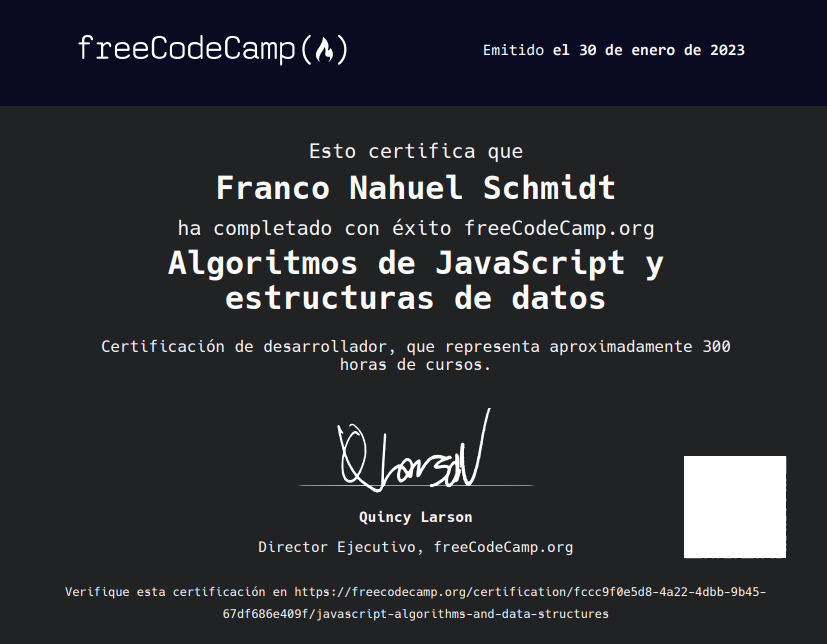 freeCodeCamp(🔥)
Emitido el 30 de enero de 2023
Esto certifica que
Franco Nahuel Schmidt
ha completado con éxito freeCodeCamp.org
Algoritmos de JavaScript y
estructuras de datos
Certificación de desarrollador, que representa aproximadamente 300
horas de cursos.
Q Larson
Quincy Larson
Director Ejecutivo, freeCodeCamp.org
Verifique esta certificación en https://freecodecamp.org/certification/fccc9f0e5d8-4a22-4dbb-9b45-
67df686e409f/javascript-algorithms-and-data-structures